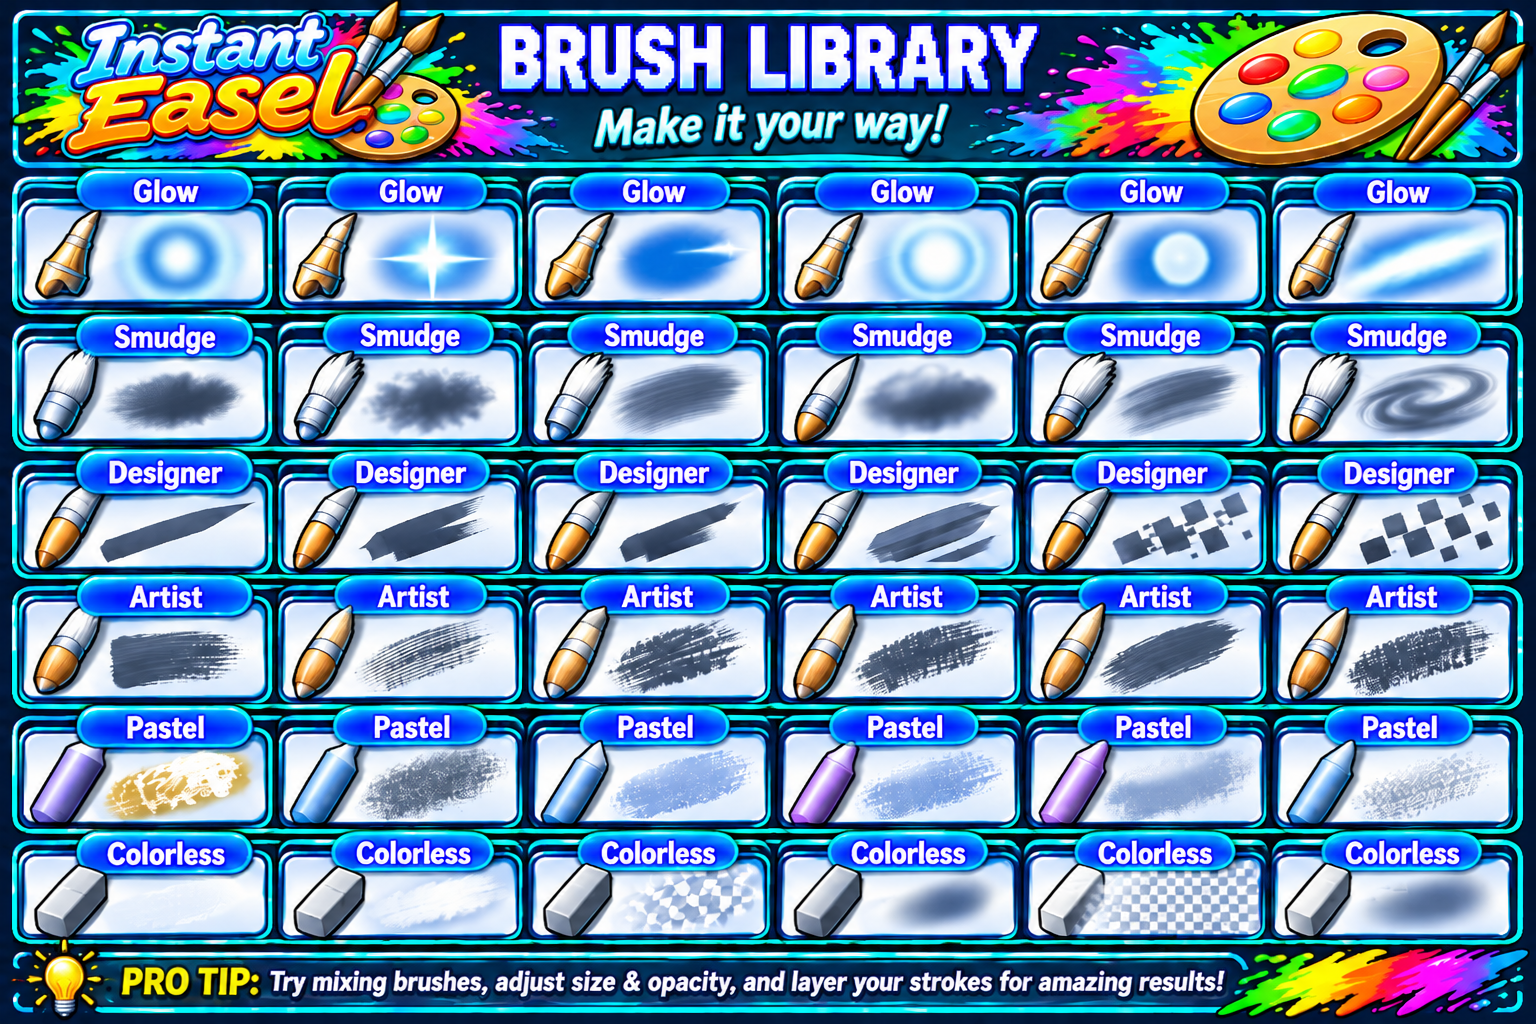 Instant
Easel
BRUSH LIBRARY
Make it your way!
Glow Glow Glow Glow Glow Glow
Smudge Smudge Smudge Smudge Smudge Smudge
Designer Designer Designer Designer Designer Designer
Artist Artist Artist Artist Artist Artist
Pastel Pastel Pastel Pastel Pastel Pastel
Colorless Colorless Colorless Colorless Colorless Colorless
PRO TIP: Try mixing brushes, adjust size & opacity, and layer your strokes for amazing results!